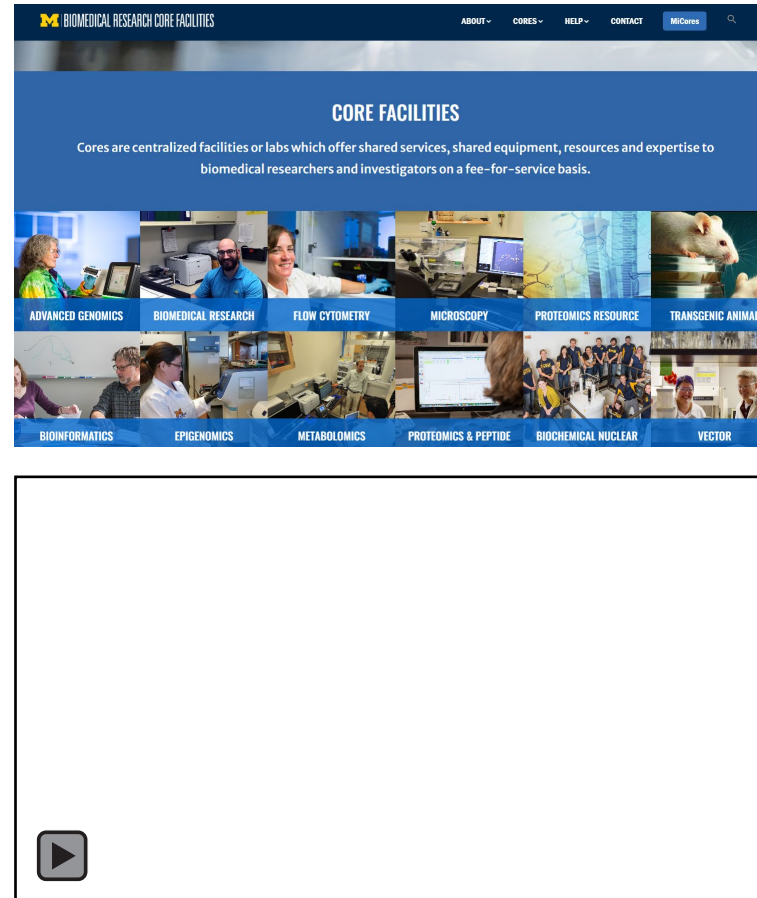 M BIOMEDICAL RESEARCH CORE FACILITIES
ABOUT CORES HELP CONTACT MiCores
CORE FACILITIES
Cores are centralized facilities or labs which offer shared services, shared equipment, resources and expertise to
biomedical researchers and investigators on a fee-for-service basis.
ADVANCED GENOMICS BIOMEDICAL RESEARCH FLOW CYTOMETRY MICROSCOPY PROTEOMICS RESOURCE TRANSGENIC ANIMA
BIOINFORMATICS EPIGENOMICS METABOLOMICS PROTEOMICS & PEPTIDE BIOCHEMICAL NUCLEAR VECTOR